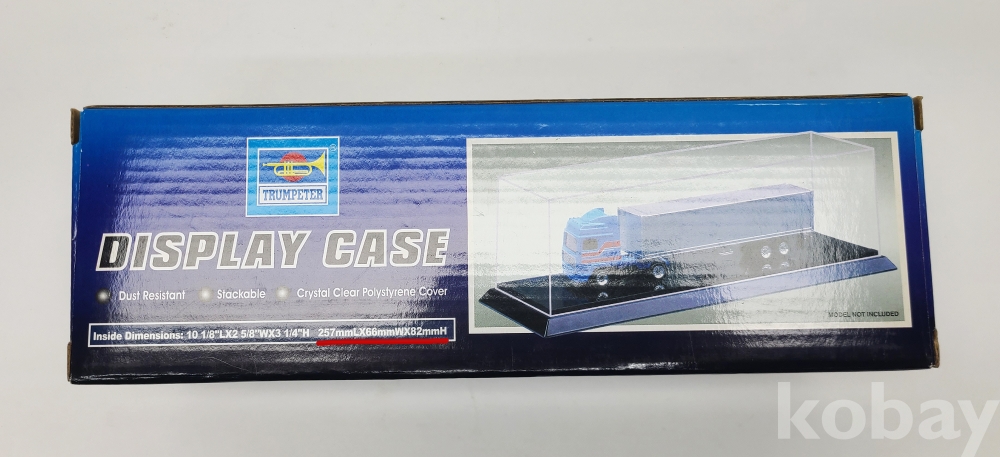 TRUMPETER
®
DISPLAY CASE
Dust Resistant Stackable Crystal Clear Polystyrene Cover
Inside Dimensions: 10 1/8"LX2 5/8"WX3 1/4"H 257mmLX66mmWX82mmH
MODEL NOT INCLUDED
kobay